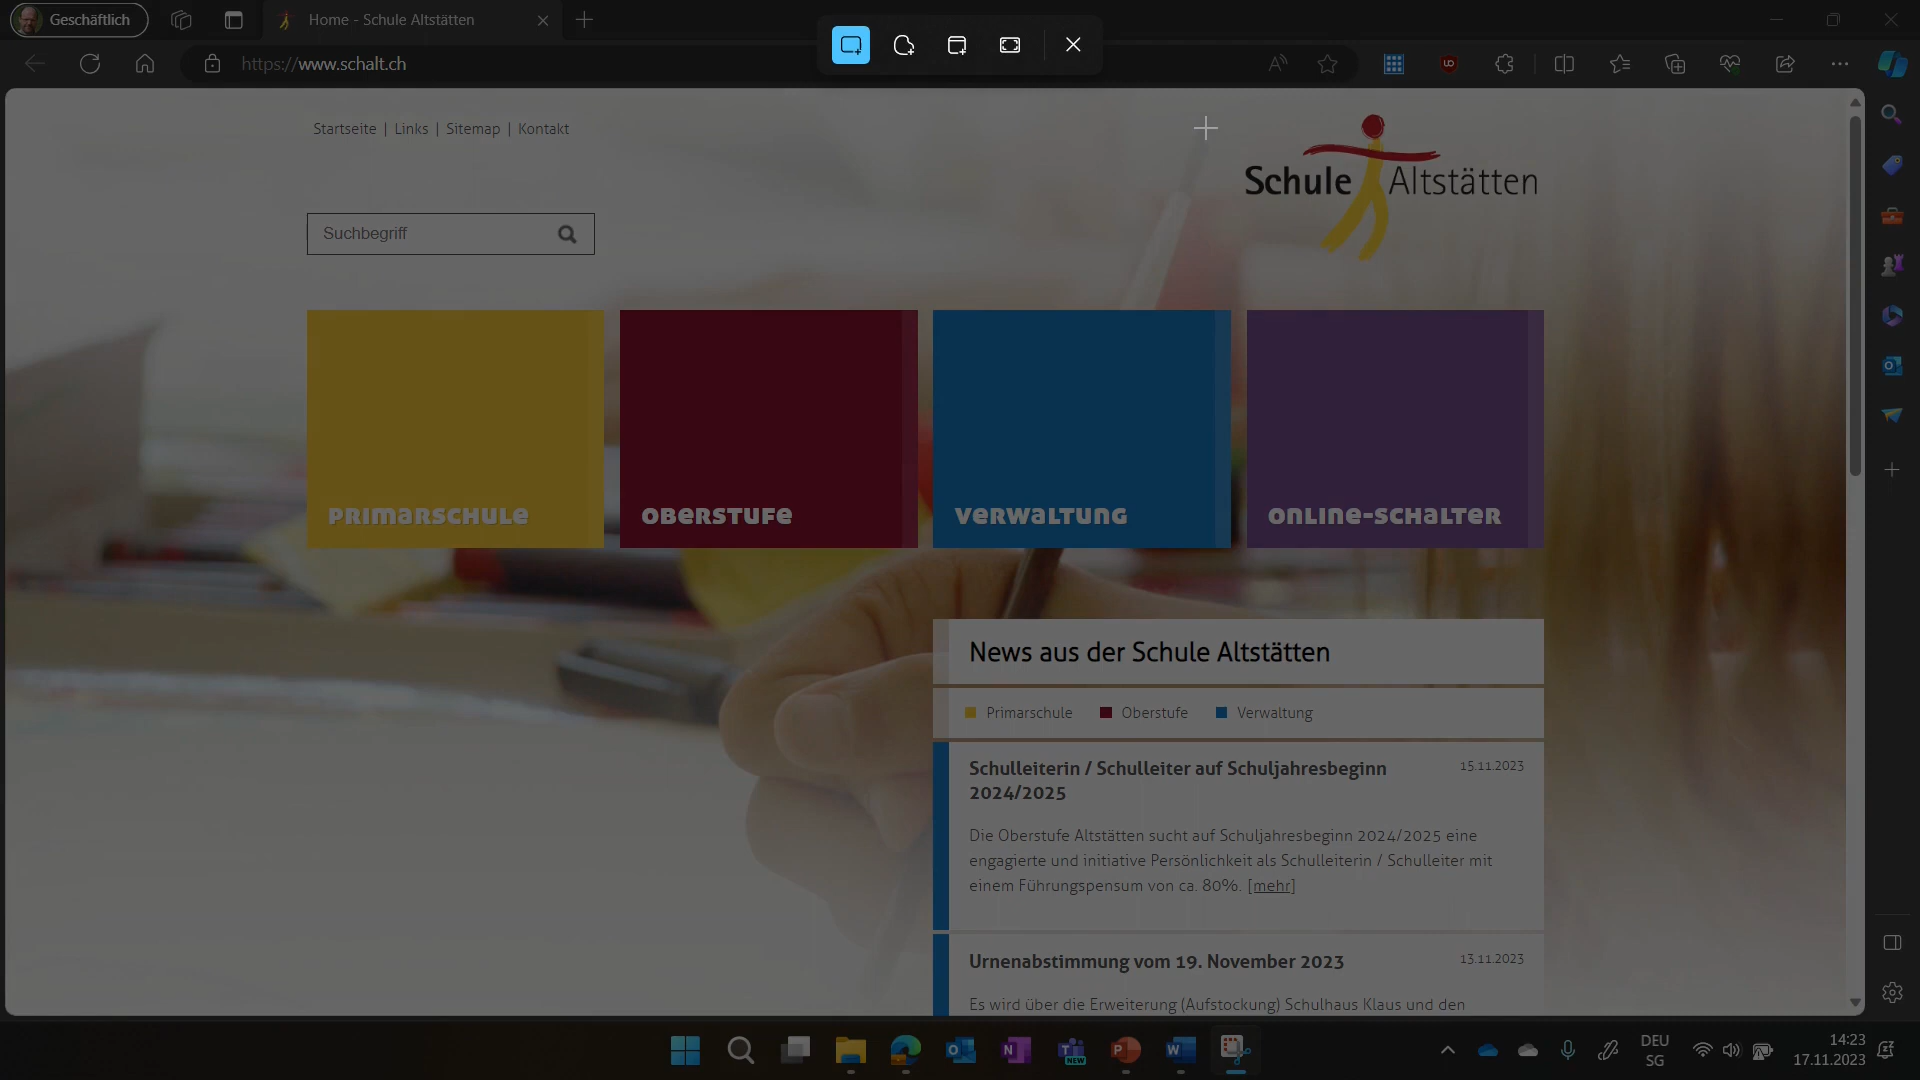 Geschäftlich
Home - Schule Altstätten
https://www.schalt.ch
Startseite | Links | Sitemap | Kontakt
Schule Altstätten
Suchbegriff
Primarschule
Oberstufe
Verwaltung
Online-Schalter
News aus der Schule Altstätten
Primarschule Oberstufe Verwaltung
Schulleiterin / Schulleiter auf Schuljahresbeginn 15.11.2023
2024/2025
Die Oberstufe Altstätten sucht auf Schuljahresbeginn 2024/2025 eine
engagierte und initiative Persönlichkeit als Schulleiterin / Schulleiter mit
einem Führungspensum von ca. 80%. [mehr]
Urnenabstimmung vom 19. November 2023 13.11.2023
Es wird über die Erweiterung (Aufstockung) Schulhaus Klaus und den
DEU
SG
14:23
17.11.2023